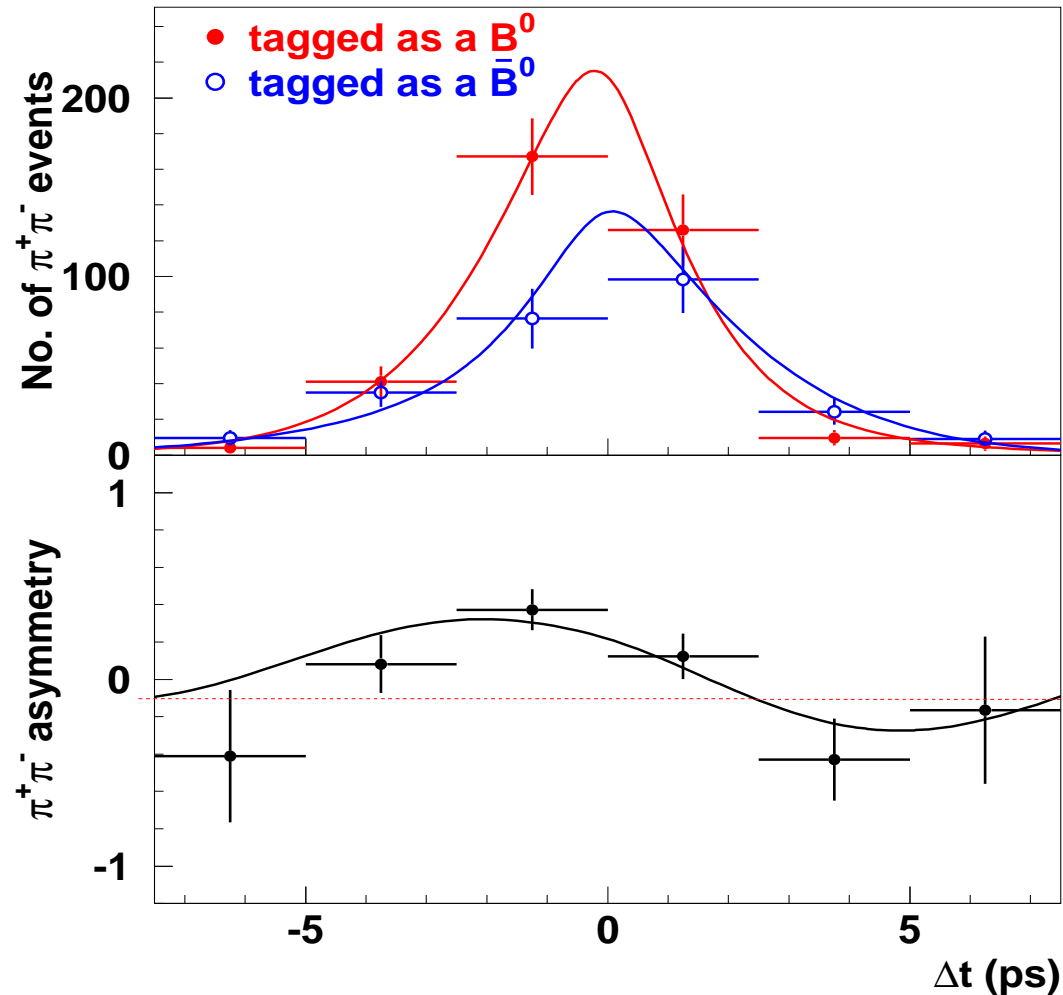 tagged as a B⁰
tagged as a B̄⁰
No. of π⁺π⁻ events
200
100
0
π⁺π⁻ asymmetry
1
0
-1
-5
0
5
Δt (ps)